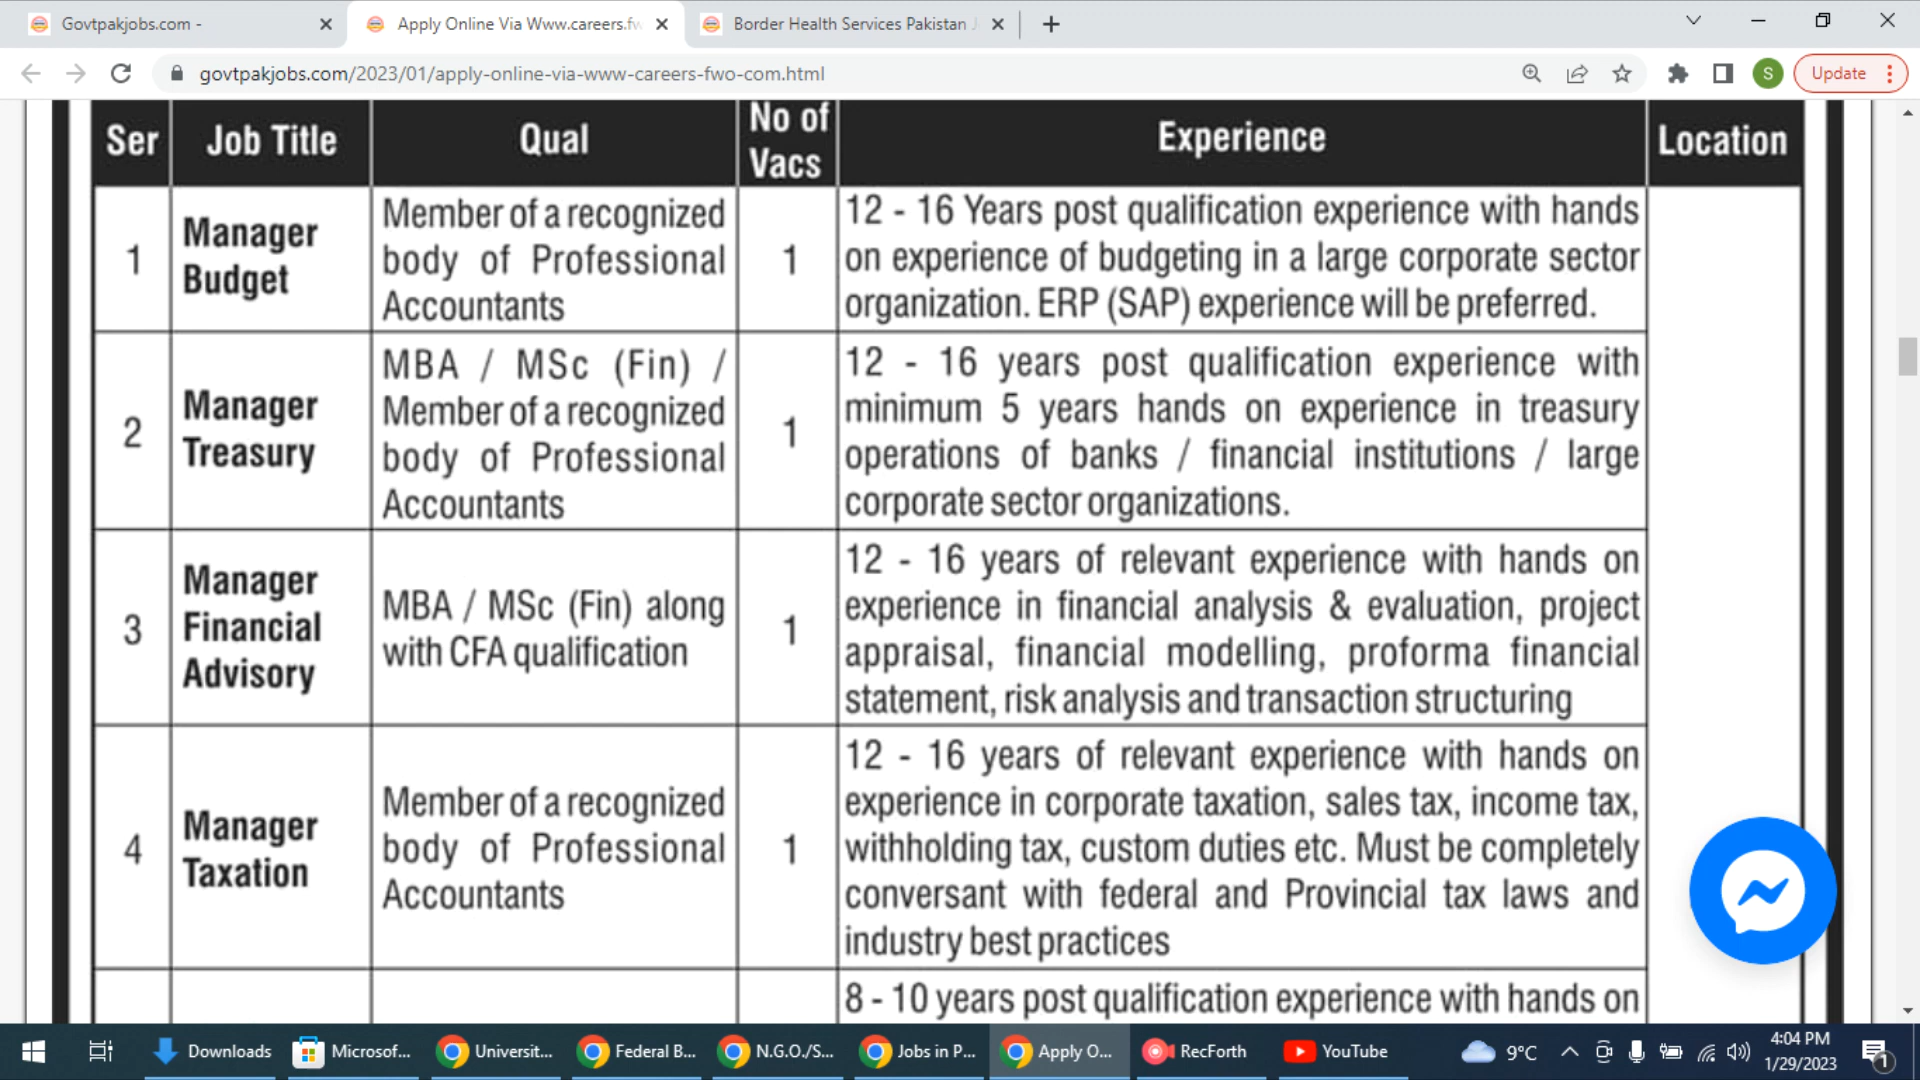 Govtpakjobs.com -
Apply Online Via Www.careers.fw
Border Health Services Pakistan J
govtpakjobs.com/2023/01/apply-online-via-www-careers-fwo-com.html
S
Update
Ser
Job Title
Qual
No of
Vacs
Experience
Location
1
Manager
Budget
Member of a recognized
body of Professional
Accountants
1
12 - 16 Years post qualification experience with hands
on experience of budgeting in a large corporate sector
organization. ERP (SAP) experience will be preferred.
2
Manager
Treasury
MBA / MSc (Fin) /
Member of a recognized
body of Professional
Accountants
1
12 - 16 years post qualification experience with
minimum 5 years hands on experience in treasury
operations of banks / financial institutions / large
corporate sector organizations.
3
Manager
Financial
Advisory
MBA / MSc (Fin) along
with CFA qualification
1
12 - 16 years of relevant experience with hands on
experience in financial analysis & evaluation, project
appraisal, financial modelling, proforma financial
statement, risk analysis and transaction structuring
4
Manager
Taxation
Member of a recognized
body of Professional
Accountants
1
12 - 16 years of relevant experience with hands on
experience in corporate taxation, sales tax, income tax,
withholding tax, custom duties etc. Must be completely
conversant with federal and Provincial tax laws and
industry best practices
8 - 10 years post qualification experience with hands on
Downloads
Microsof...
Universit...
Federal B...
N.G.O./S...
Jobs in P...
Apply O...
RecForth
YouTube
9°C
4:04 PM
1/29/2023
1